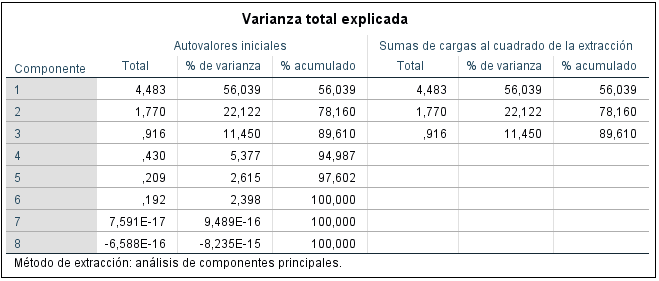 Varianza total explicada
Autovalores iniciales Sumas de cargas al cuadrado de la extracción
Componente Total % de varianza % acumulado Total % de varianza % acumulado
1 4,483 56,039 56,039 4,483 56,039 56,039
2 1,770 22,122 78,160 1,770 22,122 78,160
3 ,916 11,450 89,610 ,916 11,450 89,610
4 ,430 5,377 94,987
5 ,209 2,615 97,602
6 ,192 2,398 100,000
7 7,591E-17 9,489E-16 100,000
8 -6,588E-16 -8,235E-15 100,000
Método de extracción: análisis de componentes principales.